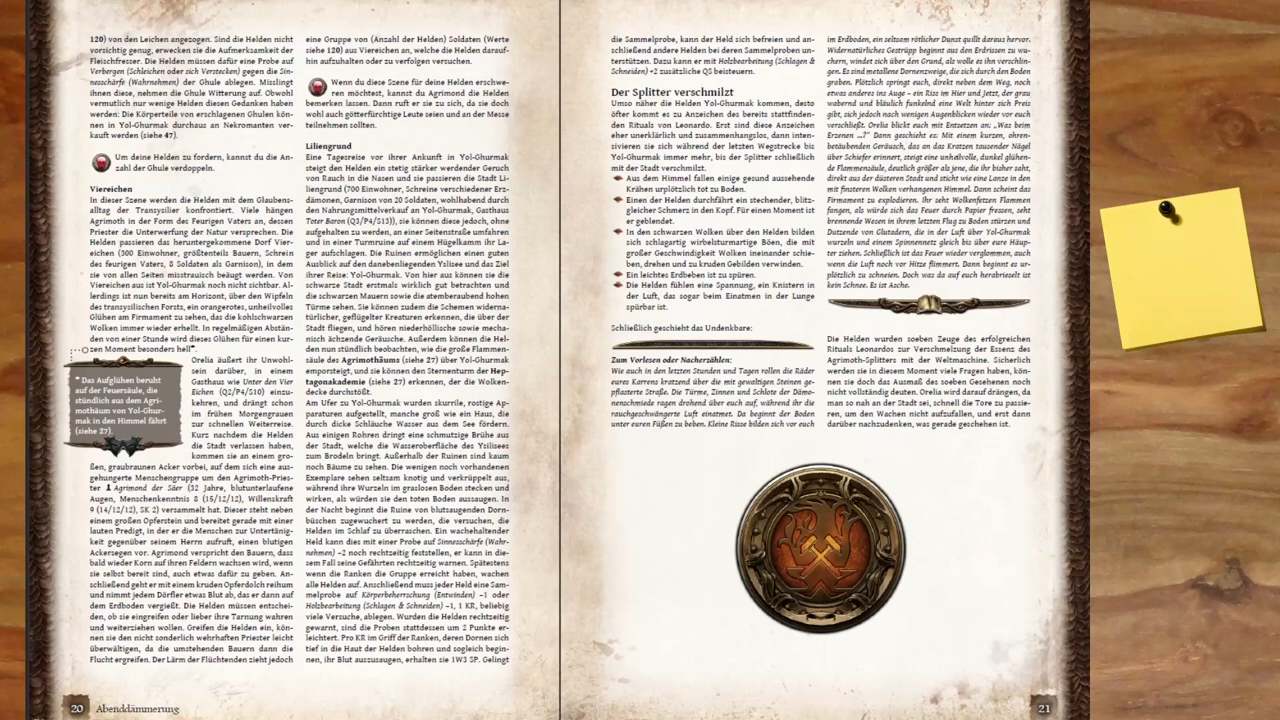 120) von den Leichen angezogen. Sind die Helden nicht
vorsichtig genug, erwecken sie die Aufmerksamkeit der
Fleischfresser. Die Helden müssen dafür eine Probe auf
Verbergen (Schleichen oder sich Verstecken) gegen die Sin-
nesschärfe (Wahrnehmen) der Ghule ablegen. Misslingt
ihnen diese, nehmen die Ghule Witterung auf. Obwohl
vermutlich nur wenige Helden diesen Gedanken haben
werden: Die Körperteile von erschlagenen Ghulen kön-
nen in Yol-Ghurmak durchaus an Nekromanten ver-
kauft werden (siehe 47).
Um deine Helden zu fordern, kannst du die An-
zahl der Ghule verdoppeln.
Viereichen
In dieser Szene werden die Helden mit dem Glaubens-
alltag der Transysilier konfrontiert. Viele hängen
Agrimoth in der Form des Feurigen Vaters an, dessen
Priester die Unterwerfung der Natur versprechen. Die
Helden passieren das heruntergekommene Dorf Vier-
eichen (300 Einwohner, größtenteils Bauern, Schrein
des feurigen Vaters, 8 Soldaten als Garnison), in dem
sie von allen Seiten misstrauisch beäugt werden. Von
Viereichen aus ist Yol-Ghurmak noch nicht sichtbar. Al-
lerdings ist nun bereits am Horizont, über den Wipfeln
des transysilischen Forsts, ein orangerotes, unheilvolles
Glühen am Firmament zu sehen, das die kohlschwarzen
Wolken immer wieder erhellt. In regelmäßigen Abstän-
den von einer Stunde wird dieses Glühen für einen kur-
zen Moment besonders hell*.
* Das Aufglühen beruht
auf der Feuersäule, die
stündlich aus dem Agri-
mothäum von Yol-Ghur-
mak in den Himmel fährt
(siehe 27).
Orelia äußert ihr Unwohl-
sein darüber, in einem
Gasthaus wie Unter den Vier
Eichen (Q2/P4/S10) einzu-
kehren, und drängt schon
im frühen Morgengrauen
zur schnellen Weiterreise.
Kurz nachdem die Helden
die Stadt verlassen haben,
kommen sie an einem gro-
ßen, graubraunen Acker vorbei, auf dem sich eine aus-
gehungerte Menschengruppe um den Agrimoth-Pries-
ter Agrimond der Säer (32 Jahre, blutunterlaufene
Augen, Menschenkenntnis 8 (15/12/12), Willenskraft
9 (14/12/12), SK 2) versammelt hat. Dieser steht neben
einem großen Opferstein und bereitet gerade mit einer
lauten Predigt, in der er die Menschen zur Untertänig-
keit gegenüber seinem Herrn aufruft, einen blutigen
Ackersegen vor. Agrimond verspricht den Bauern, dass
bald wieder Korn auf ihren Feldern wachsen wird, wenn
sie selbst bereit sind, auch etwas dafür zu geben. An-
schließend geht er mit einem kruden Opferdolch reihum
und nimmt jedem Dörfler etwas Blut ab, das er dann auf
dem Erdboden vergießt. Die Helden müssen entschei-
den, ob sie eingreifen oder lieber ihre Tarnung wahren
und weiterziehen wollen. Greifen die Helden ein, kön-
nen sie den nicht sonderlich wehrhaften Priester leicht
überwältigen, da die umstehenden Bauern dann die
Flucht ergreifen. Der Lärm der Flüchtenden zieht jedoch
eine Gruppe von (Anzahl der Helden) Soldaten (Werte
siehe 120) aus Viereichen an, welche die Helden darauf-
hin aufzuhalten oder zu verfolgen versuchen.
Wenn du diese Szene für deine Helden erschwe-
ren möchtest, kannst du Agrimond die Helden
bemerken lassen. Dann ruft er sie zu sich, da sie doch
wohl auch götterfürchtige Leute seien und an der Messe
teilnehmen sollten.
Liliengrund
Eine Tagesreise vor ihrer Ankunft in Yol-Ghurmak
steigt den Helden ein stetig stärker werdender Geruch
von Rauch in die Nasen und sie passieren die Stadt Li-
liengrund (700 Einwohner, Schreine verschiedener Erz-
dämonen, Garnison von 20 Soldaten, wohlhabend durch
den Nahrungsmittelverkauf an Yol-Ghurmak, Gasthaus
Toter Baron (Q3/P4/S13)), sie können diese jedoch, ohne
aufgehalten zu werden, an einer Seitenstraße umfahren
und in einer Turmruine auf einem Hügelkamm ihr La-
ger aufschlagen. Die Ruinen ermöglichen einen guten
Ausblick auf den danebenliegenden Yslisee und das Ziel
ihrer Reise: Yol-Ghurmak. Von hier aus können sie die
schwarze Stadt erstmals wirklich gut betrachten und
die schwarzen Mauern sowie die atemberaubend hohen
Türme sehen. Sie können zudem die Schemen widerna-
türlicher, geflügelter Kreaturen erkennen, die über der
Stadt fliegen, und hören niederhöllische sowie mecha-
nisch ächzende Geräusche. Außerdem können die Hel-
den nun stündlich beobachten, wie die große Flammen-
säule des Agrimothäums (siehe 27) über Yol-Ghurmak
emporsteigt, und sie können den Sternenturm der Hep-
tagonakademie (siehe 27) erkennen, der die Wolken-
decke durchstößt.
Am Ufer zu Yol-Ghurmak wurden skurrile, rostige Ap-
paraturen aufgestellt, manche groß wie ein Haus, die
durch dicke Schläuche Wasser aus dem See fördern.
Aus einigen Rohren dringt eine schmutzige Brühe aus
der Stadt, welche die Wasseroberfläche des Ysilisees
zum Brodeln bringt. Außerhalb der Ruinen sind kaum
noch Bäume zu sehen. Die wenigen noch vorhandenen
Exemplare sehen seltsam knotig und verkrüppelt aus,
während ihre Wurzeln im graslosen Boden stecken und
wirken, als würden sie den toten Boden aussaugen. In
der Nacht beginnt die Ruine von blutsaugenden Dorn-
büschen zugewuchert zu werden, die versuchen, die
Helden im Schlaf zu überraschen. Ein wachehaltender
Held kann dies mit einer Probe auf Sinnesschärfe (Wahr-
nehmen) –2 noch rechtzeitig feststellen, er kann in die-
sem Fall seine Gefährten rechtzeitig warnen. Spätestens
wenn die Ranken die Gruppe erreicht haben, wachen
alle Helden auf. Anschließend muss jeder Held eine Sam-
melprobe auf Körperbeherrschung (Entwinden) –1 oder
Holzbearbeitung (Schlagen & Schneiden) –1, 1 KR, beliebig
viele Versuche, ablegen. Wurden die Helden rechtzeitig
gewarnt, sind die Proben stattdessen um 2 Punkte er-
leichtert. Pro KR im Griff der Ranken, deren Dornen sich
tief in die Haut der Helden bohren und sogleich begin-
nen, ihr Blut auszusaugen, erhalten sie 1W3 SP. Gelingt
20 Abenddämmerung
die Sammelprobe, kann der Held sich befreien und an-
schließend andere Helden bei deren Sammelproben un-
terstützen. Dazu kann er mit Holzbearbeitung (Schlagen &
Schneiden) +2 zusätzliche QS beisteuern.
Der Splitter verschmilzt
Umso näher die Helden Yol-Ghurmak kommen, desto
öfter kommt es zu Anzeichen des bereits stattfinden-
den Rituals von Leonardo. Erst sind diese Anzeichen
eher unerklärlich und zusammenhangslos, dann inten-
sivieren sie sich während der letzten Wegstrecke bis
Yol-Ghurmak immer mehr, bis der Splitter schließlich
mit der Stadt verschmilzt.
Aus dem Himmel fallen einige gesund aussehende
Krähen urplötzlich tot zu Boden.
Einen der Helden durchfährt ein stechender, blitz-
gleicher Schmerz in den Kopf. Für einen Moment ist
er geblendet.
In den schwarzen Wolken über den Helden bilden
sich schlagartig wirbelsturmartige Böen, die mit
großer Geschwindigkeit Wolken ineinander schie-
ben, drehen und zu kruden Gebilden verwinden.
Ein leichtes Erdbeben ist zu spüren.
Die Helden fühlen eine Spannung, ein Knistern in
der Luft, das sogar beim Einatmen in der Lunge
spürbar ist.
Schließlich geschieht das Undenkbare:
Zum Vorlesen oder Nacherzählen:
Wie auch in den letzten Stunden und Tagen rollen die Räder
eures Karrens kratzend über die mit gewaltigen Steinen ge-
pflasterte Straße. Die Türme, Zinnen und Schlote der Dämo-
nenschmiede ragen drohend über euch auf, während ihr die
rauchgeschwängerte Luft einatmet. Da beginnt der Boden
unter euren Füßen zu beben. Kleine Risse bilden sich vor euch
im Erdboden, ein seltsam rötlicher Dunst quillt daraus hervor.
Widernatürliches Gestrüpp beginnt aus den Erdrissen zu wu-
chern, windet sich über den Grund, als wolle es ihn verschlin-
gen. Es sind metallene Dornenzweige, die sich durch den Boden
graben. Plötzlich springt euch, direkt neben dem Weg, noch
etwas anderes ins Auge – ein Riss im Hier und Jetzt, der grau
wabernd und bläulich funkelnd eine Welt hinter sich Preis
gibt, sich jedoch nach wenigen Augenblicken wieder vor euch
verschließt. Orelia blickt euch mit Entsetzen an: „Was beim
Erzenen ...?" Dann geschieht es: Mit einem kurzen, ohren-
betäubenden Geräusch, das an das Kratzen tausender Nägel
über Schiefer erinnert, steigt eine unheilvolle, dunkel glühen-
de Flammensäule, deutlich größer als jene, die ihr bisher saht,
direkt aus der düsteren Stadt und sticht wie eine Lanze in den
mit finsteren Wolken verhangenen Himmel. Dann scheint das
Firmament zu explodieren. Ihr seht Wolkenfetzen Flammen
fangen, als würde sich das Feuer durch Papier fressen, seht
brennende Wesen in ihrem letzten Flug zu Boden stürzen und
Dutzende von Glutadern, die in der Luft über Yol-Ghurmak
wurzeln und einem Spinnennetz gleich bis über eure Häup-
ter ziehen. Schließlich ist das Feuer wieder verglommen, auch
wenn die Luft noch vor Hitze flimmert. Dann beginnt es ur-
plötzlich zu schneien. Doch was da auf euch herabrieselt ist
kein Schnee. Es ist Asche.
Die Helden wurden soeben Zeuge des erfolgreichen
Rituals Leonardos zur Verschmelzung der Essenz des
Agrimoth-Splitters mit der Weltmaschine. Sicherlich
werden sie in diesem Moment viele Fragen haben, kön-
nen sie doch das Ausmaß des soeben Gesehenen noch
nicht vollständig deuten. Orelia wird darauf drängen, da
man so nah an der Stadt sei, schnell die Tore zu passie-
ren, um den Wachen nicht aufzufallen, und erst dann
darüber nachzudenken, was gerade geschehen ist.
21